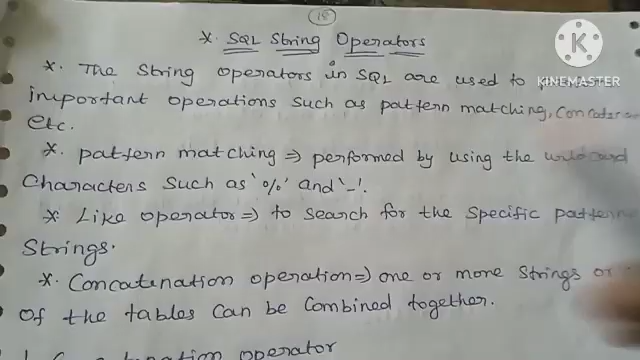 18
*. SQL String Operators
*. The String operators in SQL are used to
important operations such as pattern matching,
etc.
*. pattern matching => performed by using the wildcard
Characters such as '%' and '_'.
* Like operator => to search for the specific
Strings.
*. Concatenation operation => one or more strings or
of the tables can be combined together.
operator
K
KINEMASTER